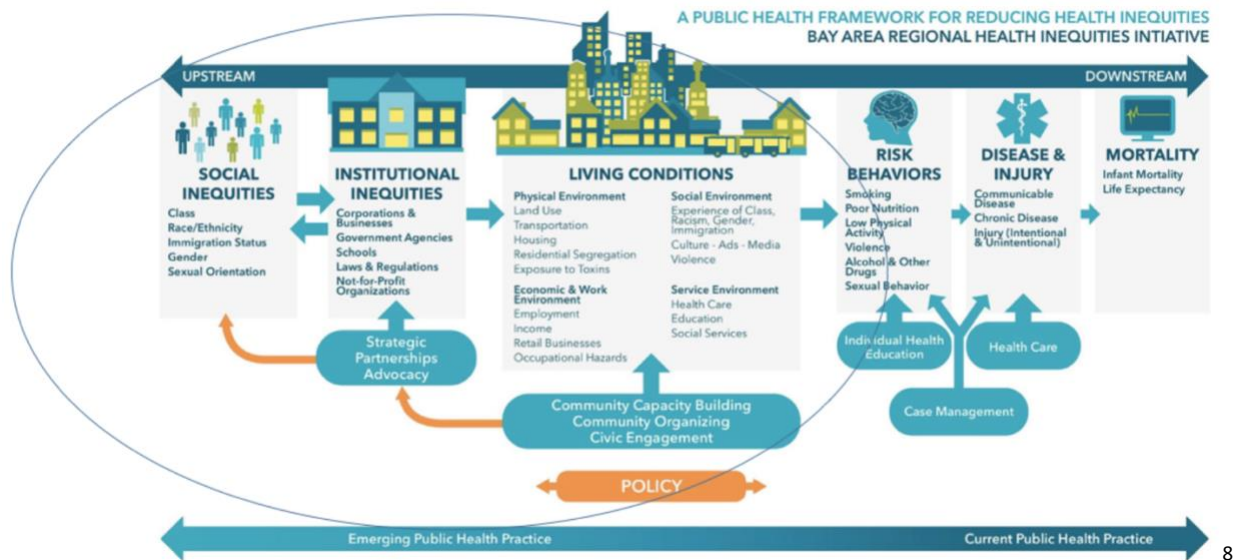 A PUBLIC HEALTH FRAMEWORK FOR REDUCING HEALTH INEQUITIES
BAY AREA REGIONAL HEALTH INEQUITIES INTIATIVE
UPSTREAM
DOWNSTREAM
SOCIAL
INEQUITIES
Class
Race/Ethnicity
Immigration Status
Gender
Sexual Orientation
INSTITUTIONAL
INEQUITIES
Corporations &
Businesses
Government Agencies
Schools
Laws & Regulations
Not-for-Profit
Organizations
LIVING CONDITIONS
Physical Environment
Land Use
Transportation
Housing
Residential Segregation
Exposure to Toxins
Economic & Work
Environment
Employment
Income
Retail Businesses
Occupational Hazards
Social Environment
Experience of Class,
Racism, Gender,
Immigration
Culture - Ads - Media
Violence
Service Environment
Health Care
Education
Social Services
RISK
BEHAVIORS
Smoking
Poor Nutrition
Low Physical
Activity
Violence
Alcohol & Other
Drugs
Sexual Behavior
DISEASE &
INJURY
Communicable
Disease
Chronic Disease
Injury (Intentional
& Unintentional)
MORTALITY
Infant Mortality
Life Expectancy
Strategic
Partnerships
Advocacy
Community Capacity Building
Community Organizing
Civic Engagement
Individual Health
Education
Health Care
Case Management
POLICY
Emerging Public Health Practice
Current Public Health Practice
8